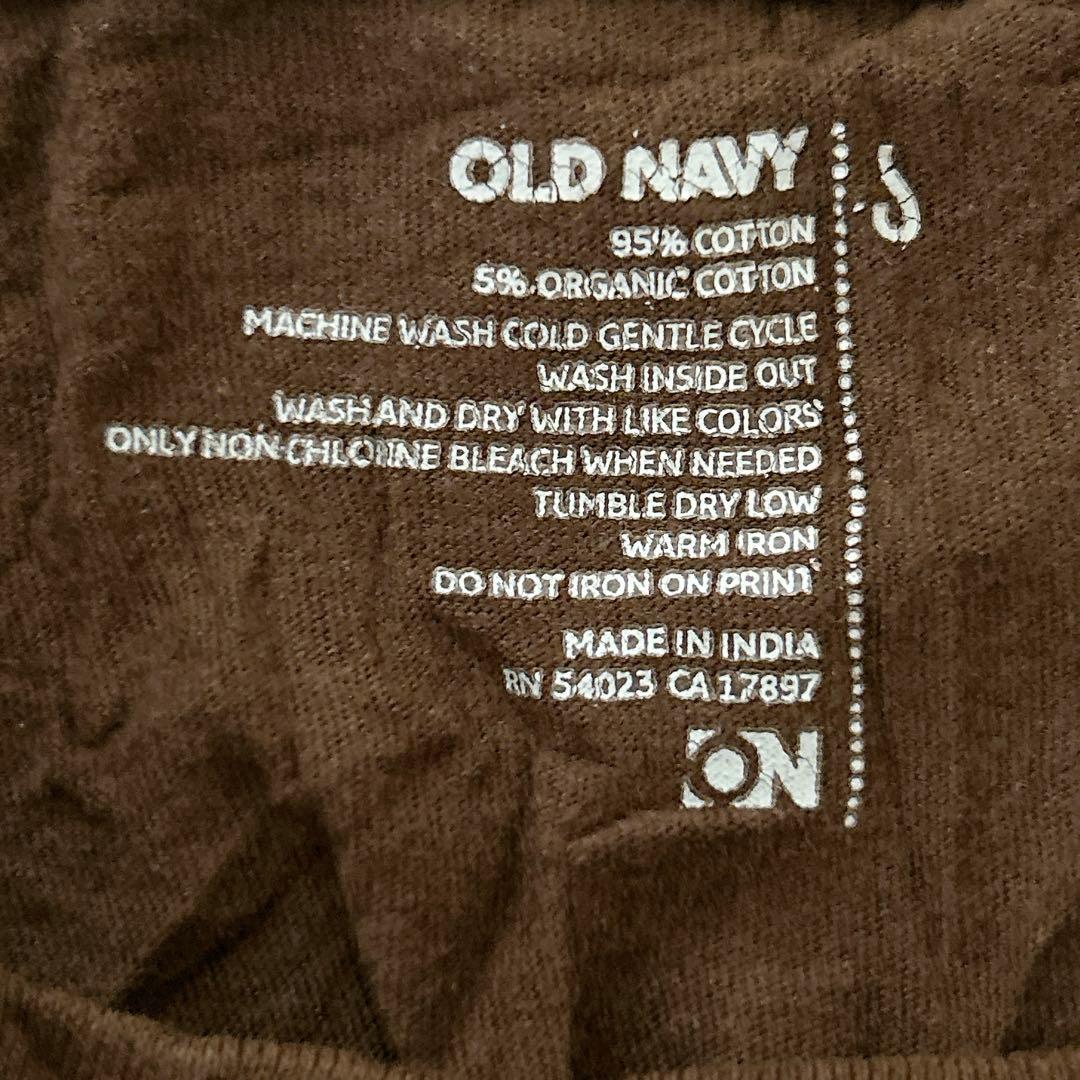 OLD NAVY
95% COTTON
5% ORGANIC COTTON
MACHINE WASH COLD GENTLE CYCLE
WASH INSIDE OUT
WASH AND DRY WITH LIKE COLORS
ONLY NON-CHLORINE BLEACH WHEN NEEDED
TUMBLE DRY LOW
WARM IRON
DO NOT IRON ON PRINT
MADE IN INDIA
RN 54023 CA 17897
ON